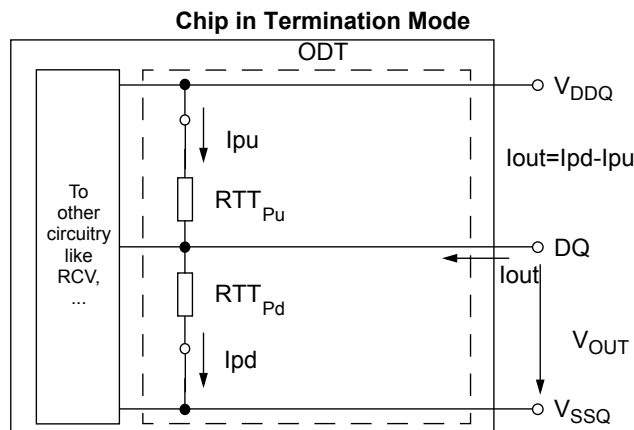 Chip in Termination Mode
ODT
V_DDQ
Ipu
Iout=Ipd-Ipu
To
other
circuitry
like
RCV,
...
RTT_Pu
DQ
Iout
RTT_Pd
V_OUT
Ipd
V_SSQ